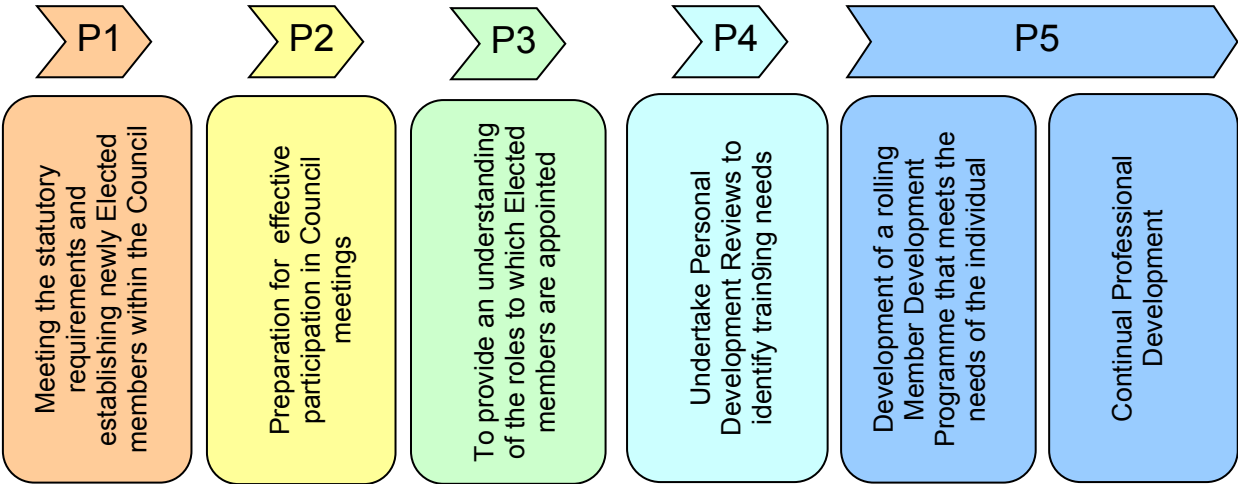 P1
P2
P3
P4
P5
Meeting the statutory
requirements and
establishing newly Elected
members within the Council
Preparation for effective
participation in Council
meetings
To provide an understanding
of the roles to which Elected
members are appointed
Undertake Personal
Development Reviews to
identify train9ing needs
Development of a rolling
Member Development
Programme that meets the
needs of the individual
Continual Professional
Development